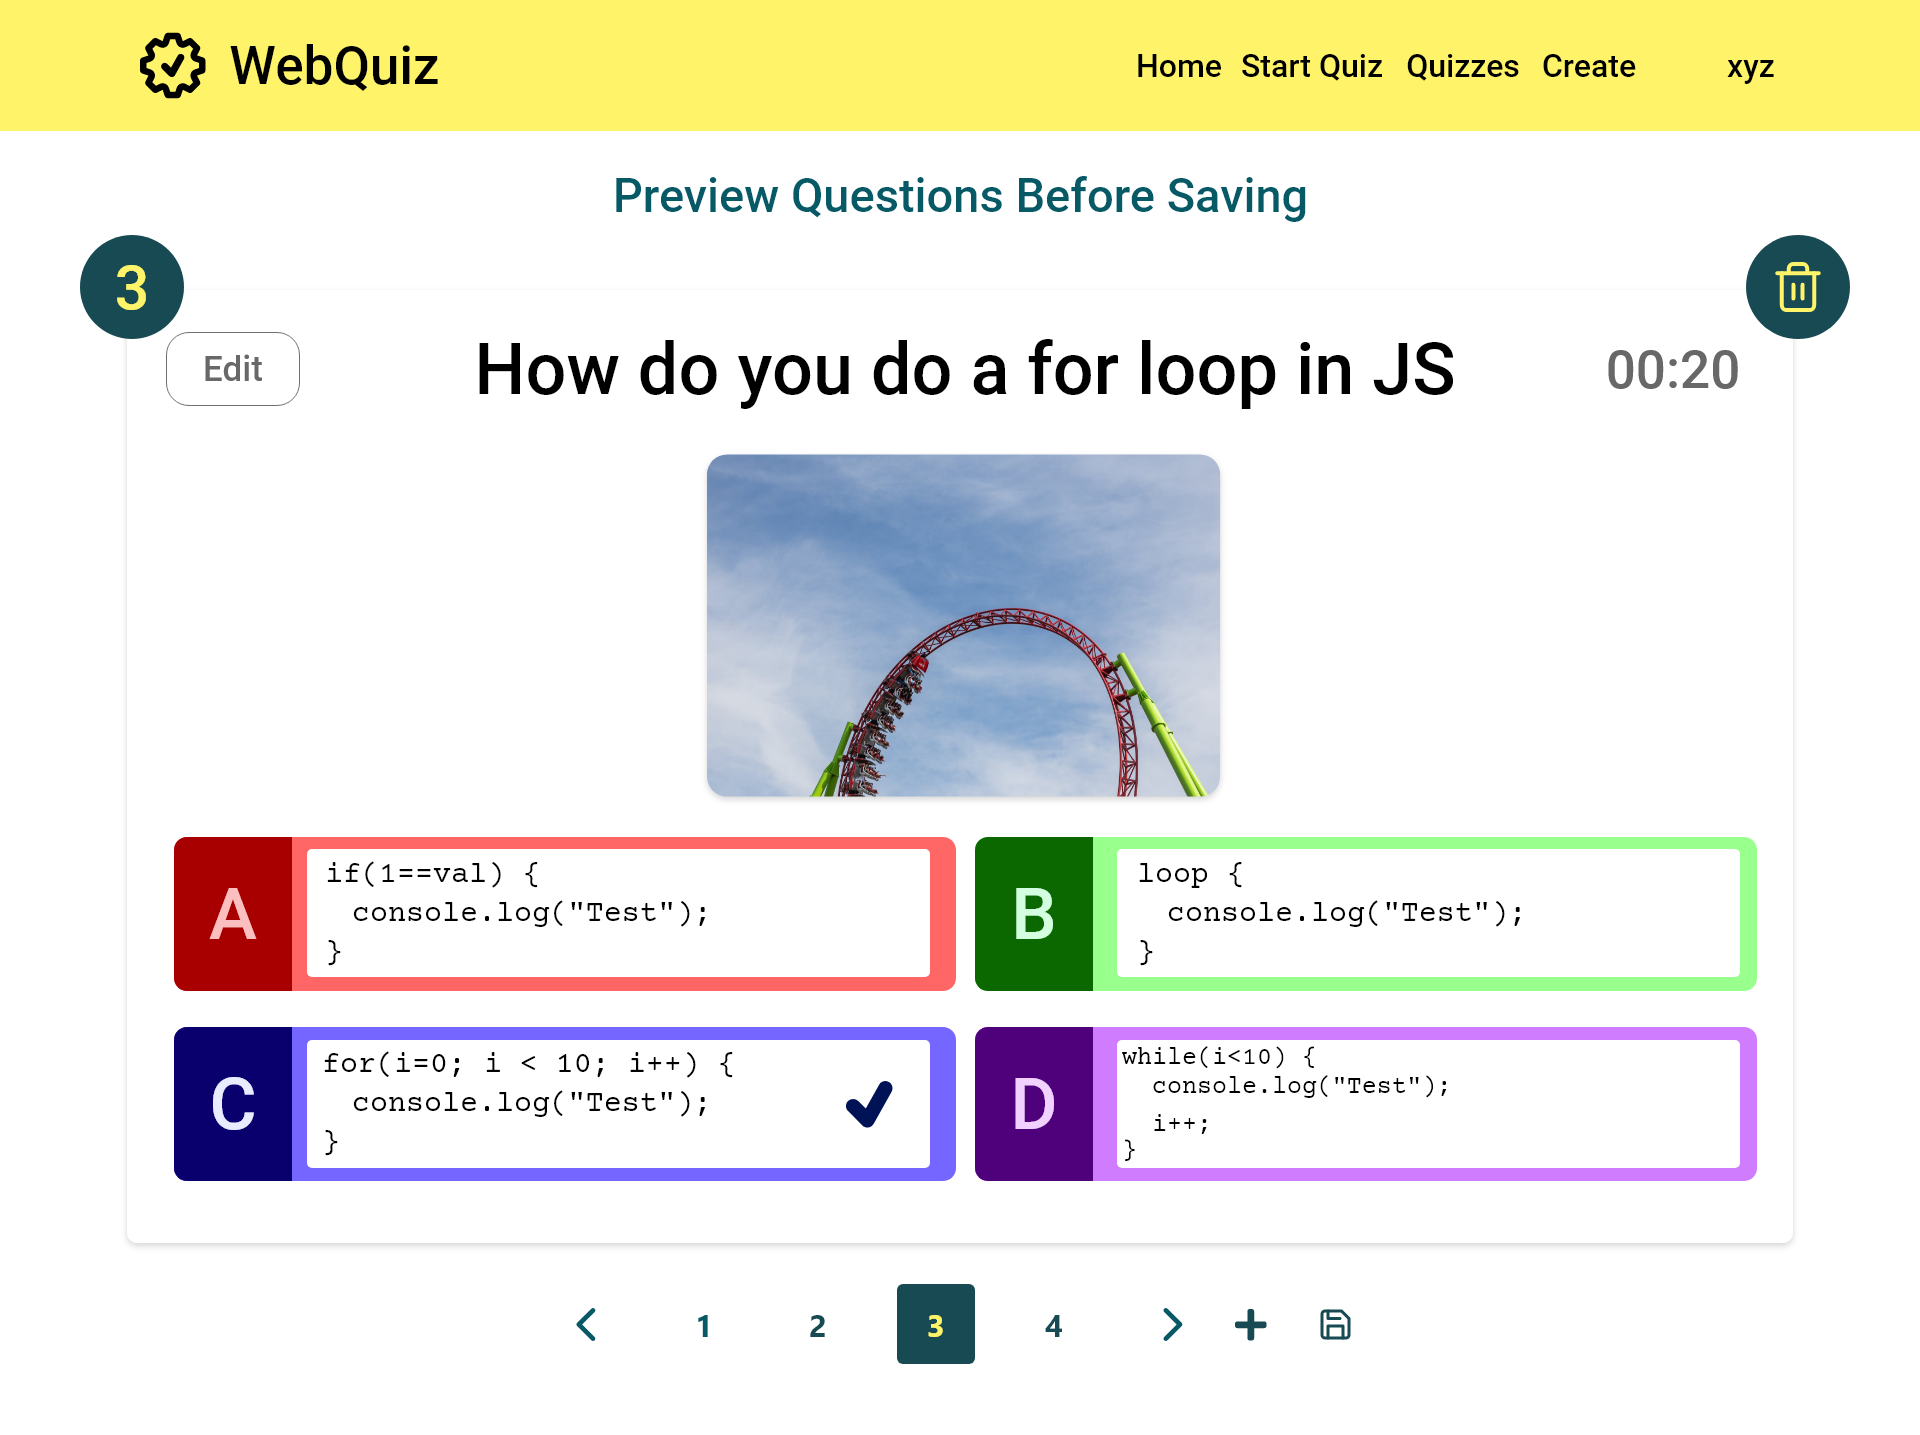 WebQuiz
Home Start Quiz Quizzes Create xyz
Preview Questions Before Saving
3
Edit
How do you do a for loop in JS
00:20
A
if(1==val) {
  console.log("Test");
}
B
loop {
  console.log("Test");
}
C
for(i=0; i < 10; i++) {
  console.log("Test");
}
D
while(i<10) {
  console.log("Test");
  i++;
}
1 2 3 4